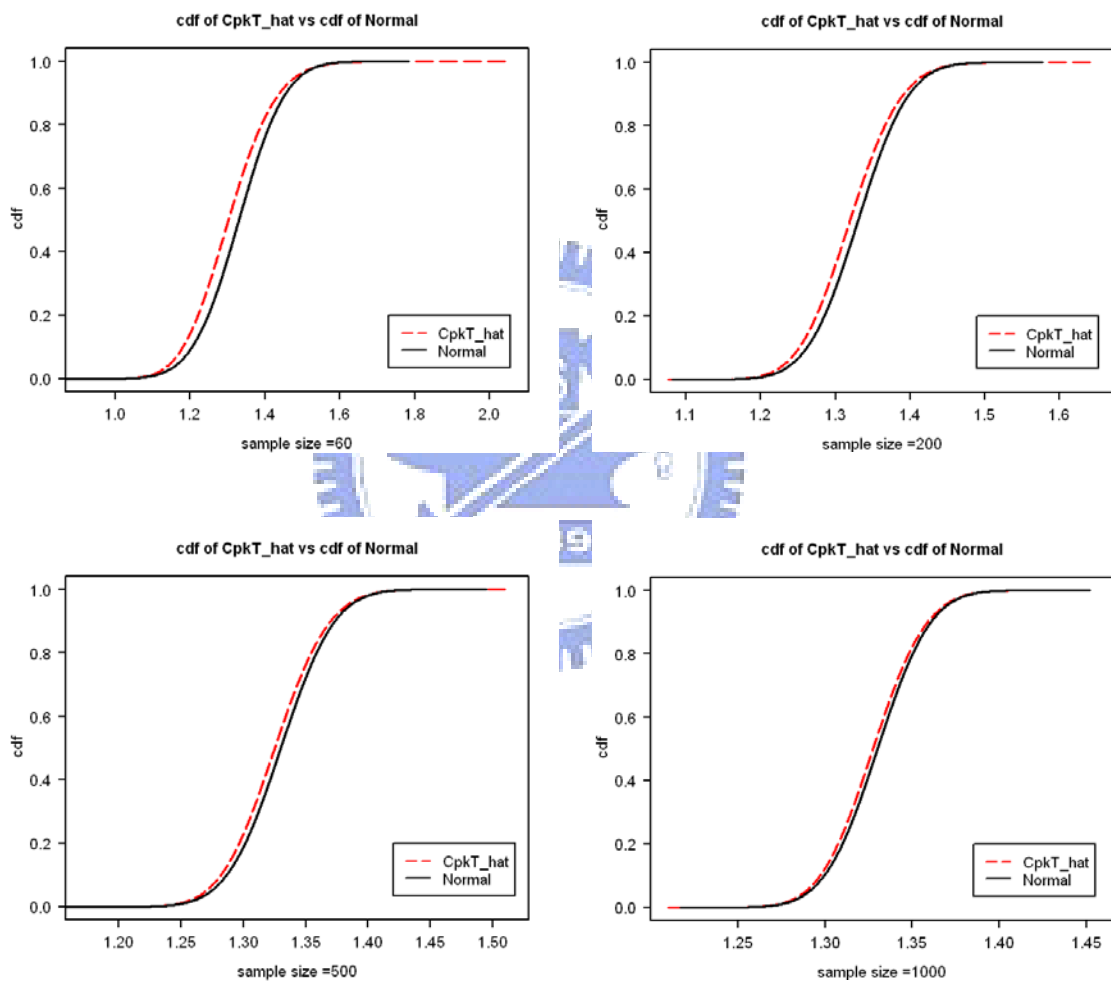 cdf of CpkT_hat vs cdf of Normal
cdf
1.0
0.8
0.6
0.4
0.2
0.0
CpkT_hat
Normal
1.0 1.2 1.4 1.6 1.8 2.0
sample size =60
cdf of CpkT_hat vs cdf of Normal
cdf
1.0
0.8
0.6
0.4
0.2
0.0
CpkT_hat
Normal
1.1 1.2 1.3 1.4 1.5 1.6
sample size =200
cdf of CpkT_hat vs cdf of Normal
cdf
1.0
0.8
0.6
0.4
0.2
0.0
CpkT_hat
Normal
1.20 1.25 1.30 1.35 1.40 1.45 1.50
sample size =500
cdf of CpkT_hat vs cdf of Normal
cdf
1.0
0.8
0.6
0.4
0.2
0.0
CpkT_hat
Normal
1.25 1.30 1.35 1.40 1.45
sample size =1000